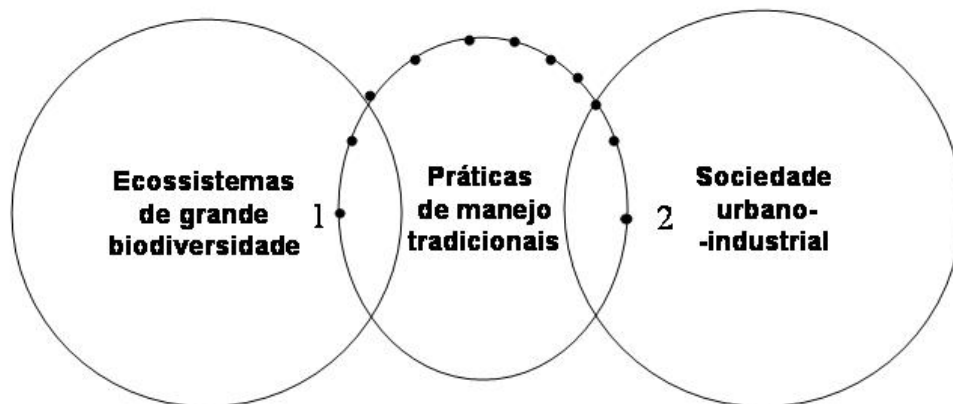 Ecossistemas
de grande
biodiversidade
1
Práticas
de manejo
tradicionais
2
Sociedade
urbano-
-industrial